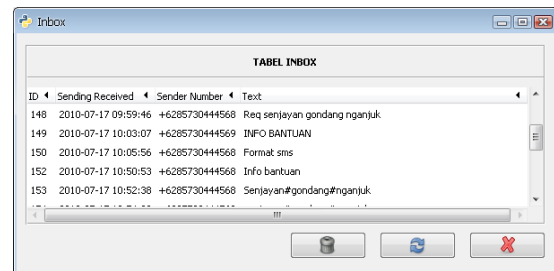 Inbox
TABEL INBOX
ID Sending Received Sender Number Text
148 2010-07-17 09:59:46 +6285730444568 Req senjayan gondang nganjuk
149 2010-07-17 10:03:07 +6285730444569 INFO BANTUAN
150 2010-07-17 10:05:56 +6285730444568 Format sms
152 2010-07-17 10:50:53 +6285730444568 Info bantuan
153 2010-07-17 10:52:38 +6285730444568 Senjayan#gondang#nganjuk